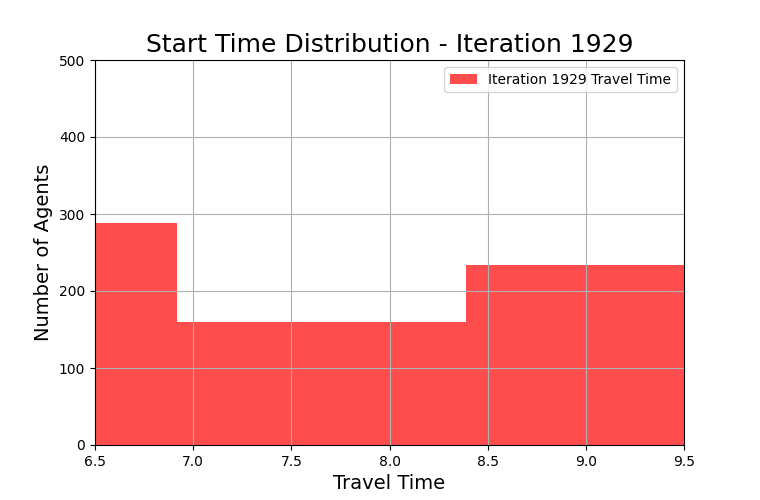 Start Time Distribution - Iteration 1929
Iteration 1929 Travel Time
Number of Agents
500
400
300
200
100
0
6.5 7.0 7.5 8.0 8.5 9.0 9.5
Travel Time